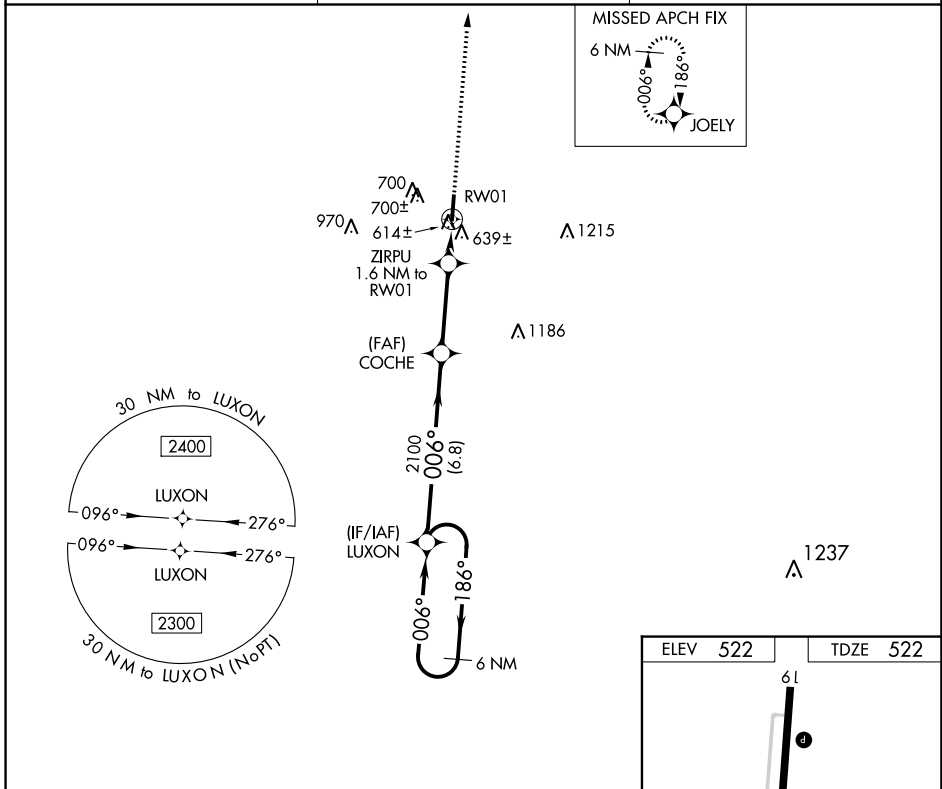 MISSED APCH FIX
6 NM
006°
186°
JOELY
700
700±
970
614±
RW01
639±
1215
ZIRPU
1.6 NM to
RW01
1186
(FAF)
COCHE
2100
006°
(6.8)
30 NM to LUXON
2400
LUXON
096°
276°
096°
276°
LUXON
2300
30 NM to LUXON (NoPT)
(IF/IAF)
LUXON
006°
186°
6 NM
1237
ELEV 522
TDZE 522
19
P